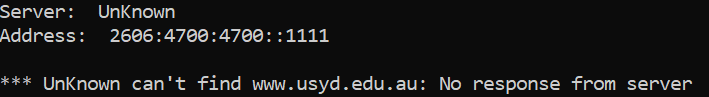 Server:  UnKnown
Address:  2606:4700:4700::1111
*** UnKnown can't find www.usyd.edu.au: No response from server